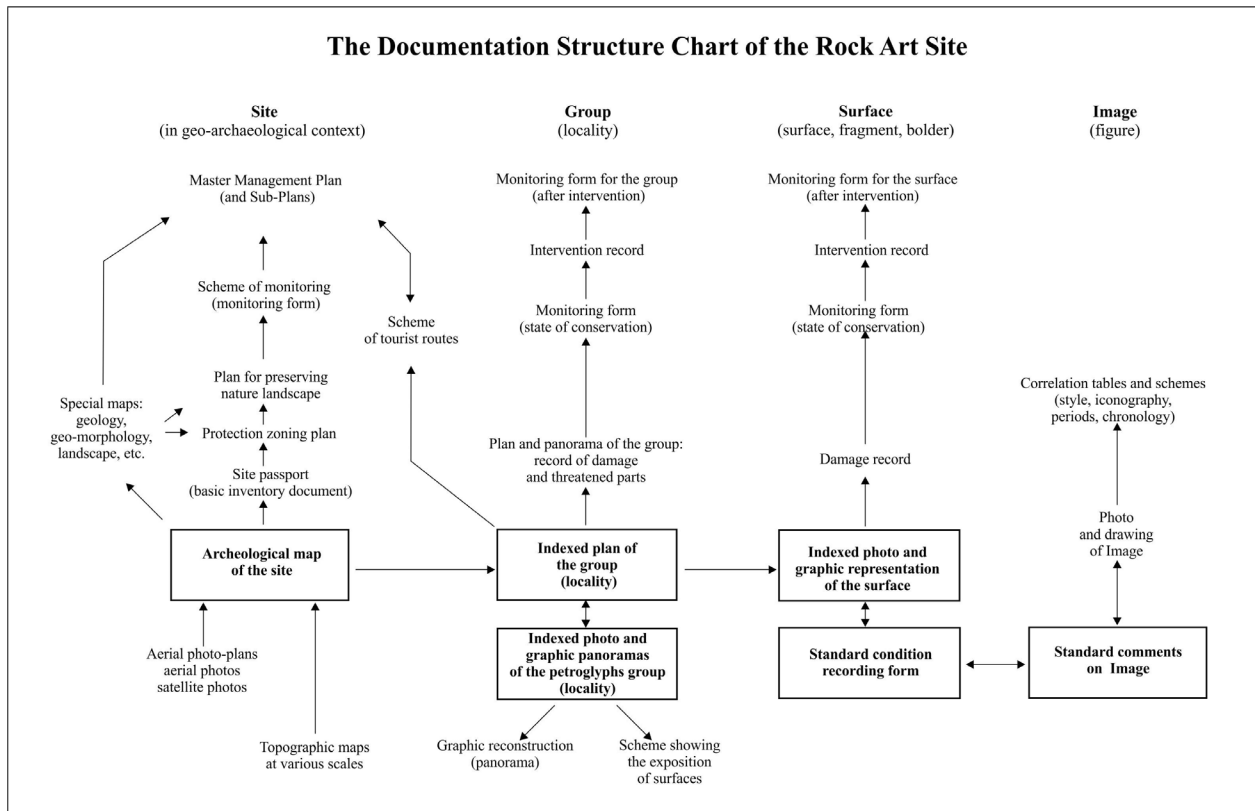 The Documentation Structure Chart of the Rock Art Site
Site
(in geo-archaeological context)
Group
(locality)
Surface
(surface, fragment, bolder)
Image
(figure)
Master Management Plan
(and Sub-Plans)
Scheme of monitoring
(monitoring form)
Scheme
of tourist routes
Plan for preserving
nature landscape
Special maps:
geology,
geo-morphology,
landscape, etc.
Protection zoning plan
Site passport
(basic inventory document)
Archeological map
of the site
Aerial photo-plans
aerial photos
satellite photos
Topographic maps
at various scales
Monitoring form for the group
(after intervention)
Intervention record
Monitoring form
(state of conservation)
Plan and panorama of the group:
record of damage
and threatened parts
Indexed plan of
the group
(locality)
Indexed photo and
graphic panoramas
of the petroglyphs group
(locality)
Graphic reconstruction
(panorama)
Scheme showing
the exposition
of surfaces
Monitoring form for the surface
(after intervention)
Intervention record
Monitoring form
(state of conservation)
Damage record
Indexed photo and
graphic representation
of the surface
Standard condition
recording form
Correlation tables and schemes
(style, iconography,
periods, chronology)
Photo
and drawing
of Image
Standard comments
on Image